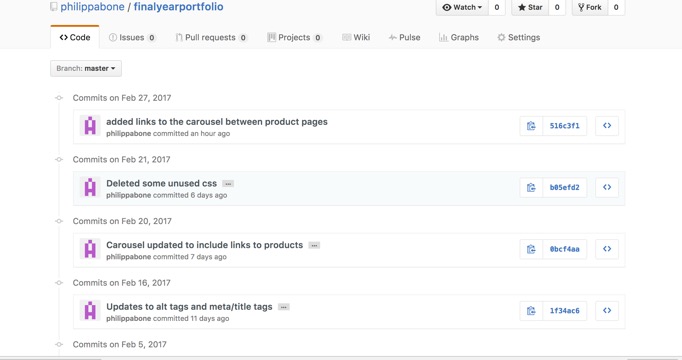 philippabone / finalyearportfolio
Watch 0 Star 0 Fork 0
Code Issues 0 Pull requests 0 Projects 0 Wiki Pulse Graphs Settings
Branch: master
Commits on Feb 27, 2017
added links to the carousel between product pages
philippabone committed an hour ago
516c3f1
Commits on Feb 21, 2017
Deleted some unused css
philippabone committed 6 days ago
b05efd2
Commits on Feb 20, 2017
Carousel updated to include links to products
philippabone committed 7 days ago
0bcf4aa
Commits on Feb 16, 2017
Updates to alt tags and meta/title tags
philippabone committed 11 days ago
1f34ac6
Commits on Feb 5, 2017